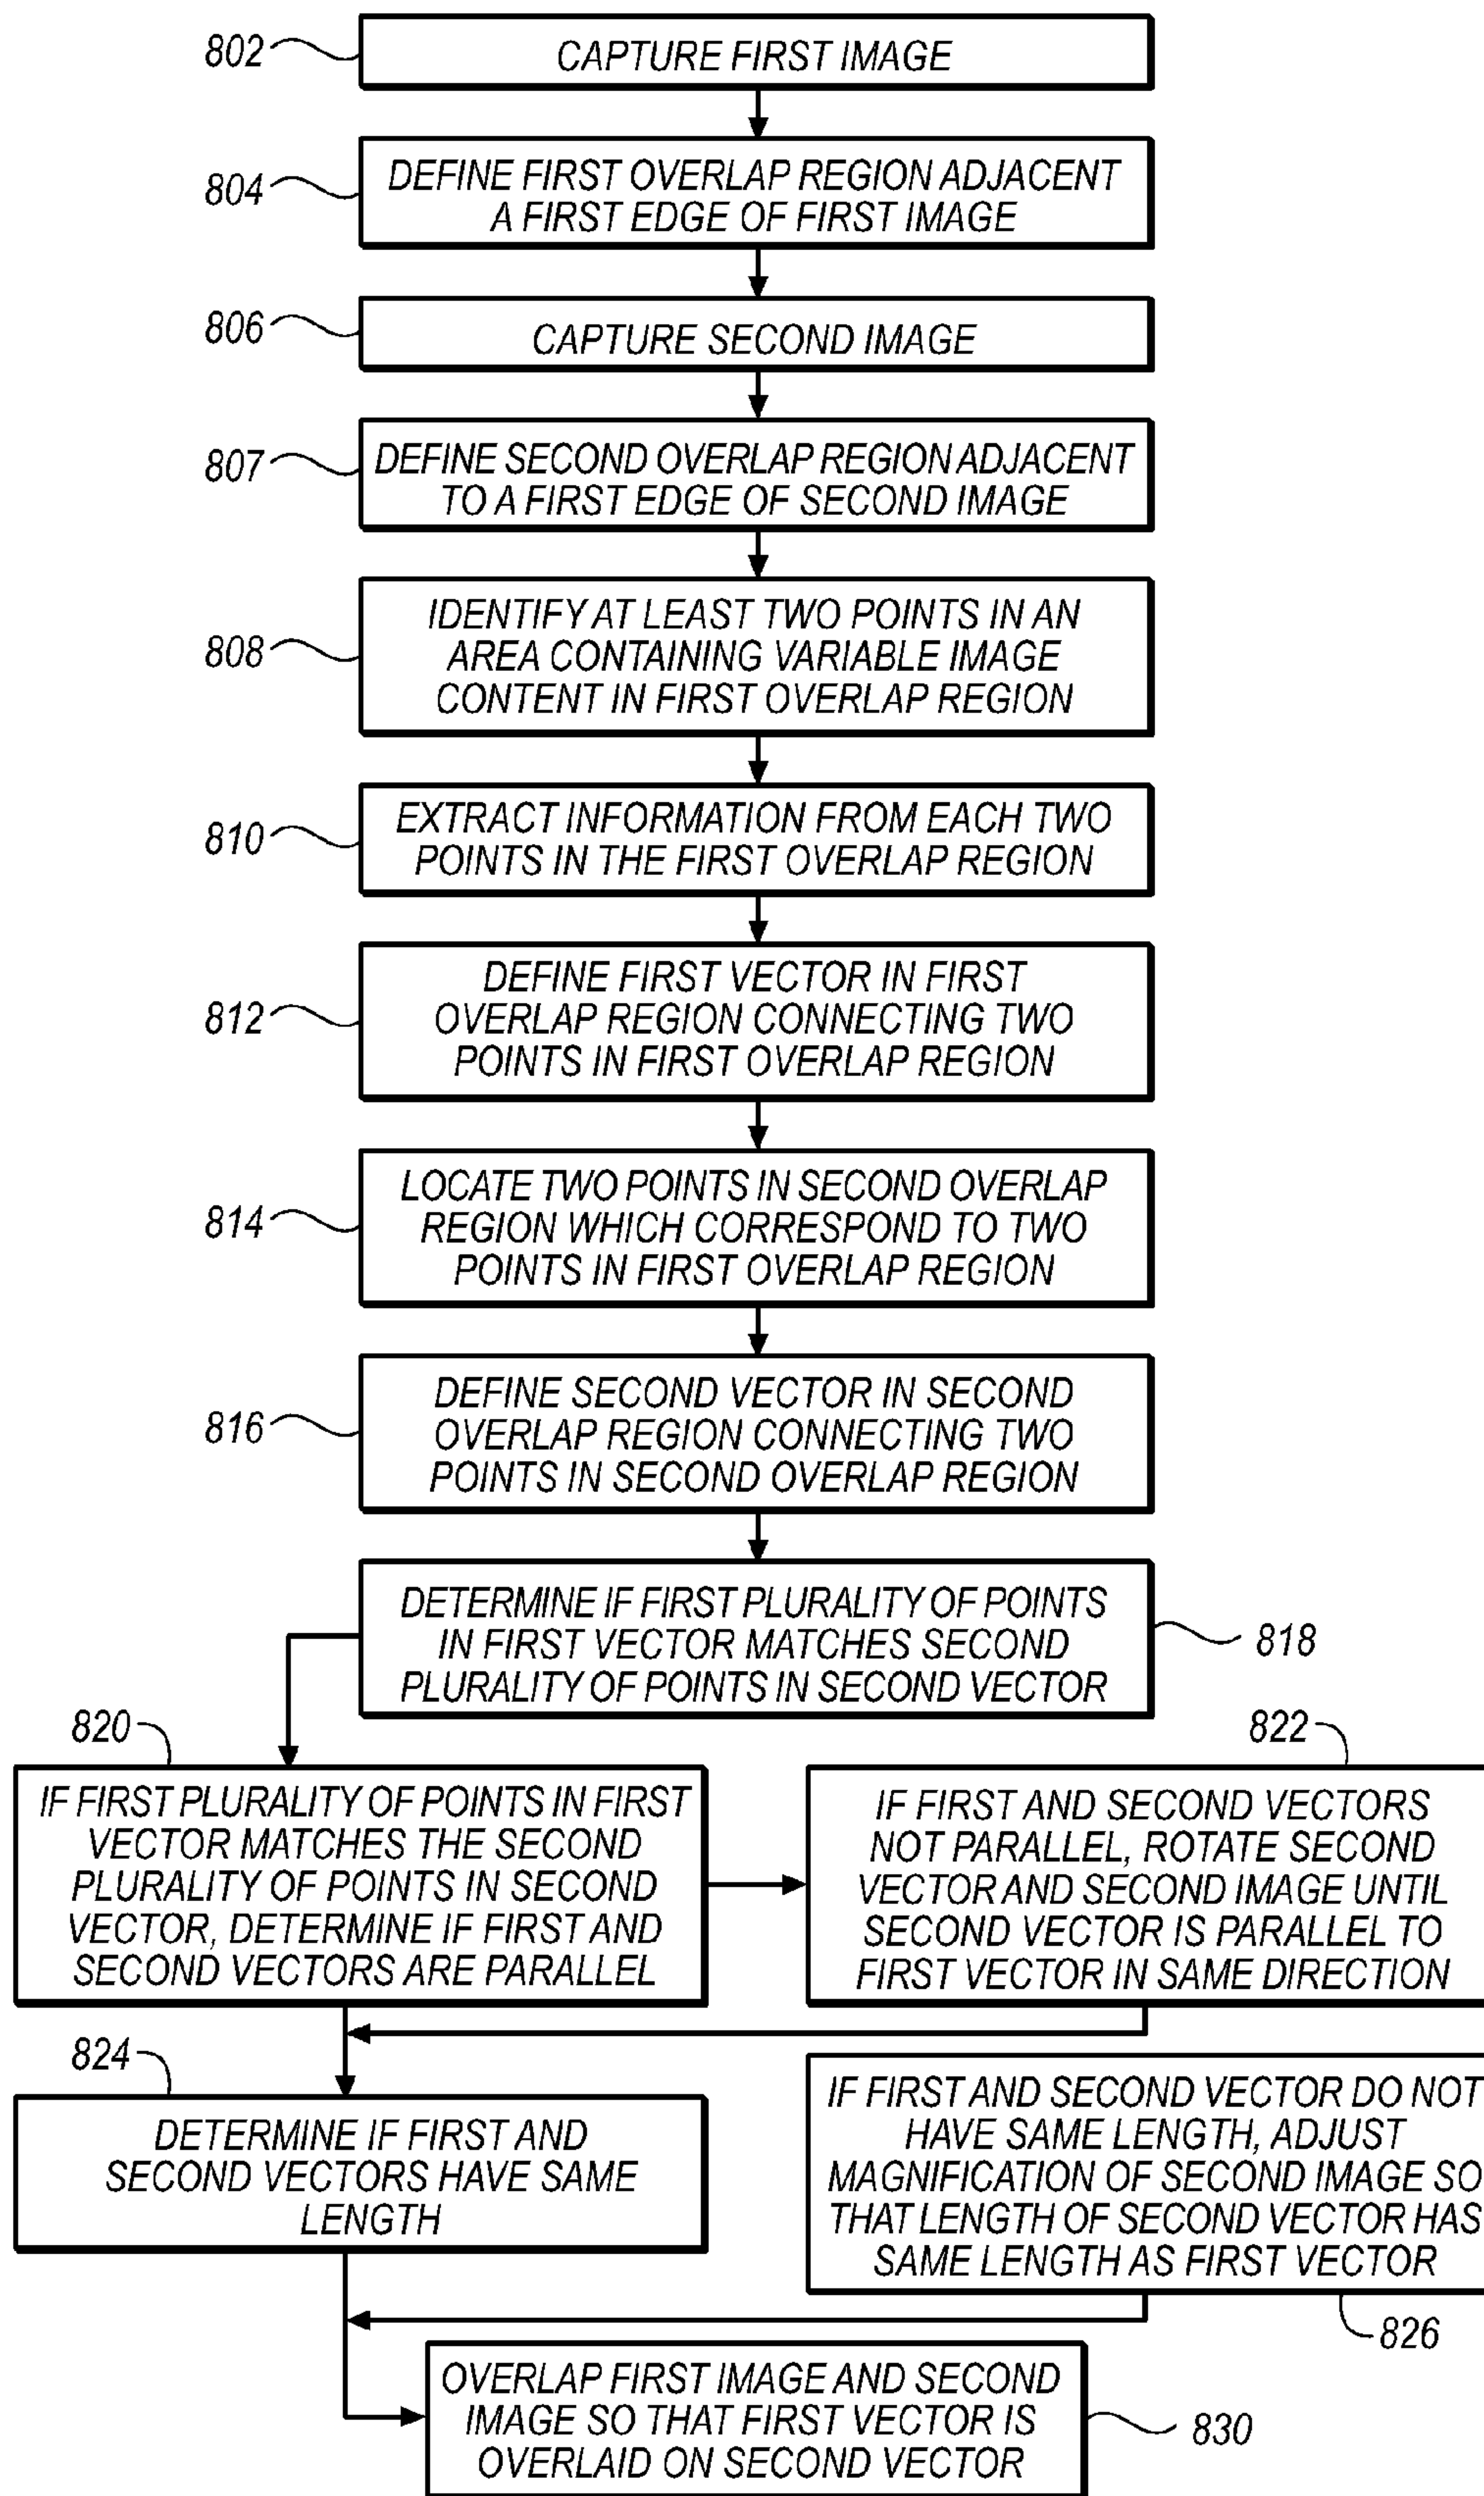 802
CAPTURE FIRST IMAGE
804
DEFINE FIRST OVERLAP REGION ADJACENT
A FIRST EDGE OF FIRST IMAGE
806
CAPTURE SECOND IMAGE
807
DEFINE SECOND OVERLAP REGION ADJACENT
TO A FIRST EDGE OF SECOND IMAGE
808
IDENTIFY AT LEAST TWO POINTS IN AN
AREA CONTAINING VARIABLE IMAGE
CONTENT IN FIRST OVERLAP REGION
810
EXTRACT INFORMATION FROM EACH TWO
POINTS IN THE FIRST OVERLAP REGION
812
DEFINE FIRST VECTOR IN FIRST
OVERLAP REGION CONNECTING TWO
POINTS IN FIRST OVERLAP REGION
814
LOCATE TWO POINTS IN SECOND OVERLAP
REGION WHICH CORRESPOND TO TWO
POINTS IN FIRST OVERLAP REGION
816
DEFINE SECOND VECTOR IN SECOND
OVERLAP REGION CONNECTING TWO
POINTS IN SECOND OVERLAP REGION
DETERMINE IF FIRST PLURALITY OF POINTS
IN FIRST VECTOR MATCHES SECOND
PLURALITY OF POINTS IN SECOND VECTOR
818
820
IF FIRST PLURALITY OF POINTS IN FIRST
VECTOR MATCHES THE SECOND
PLURALITY OF POINTS IN SECOND
VECTOR, DETERMINE IF FIRST AND
SECOND VECTORS ARE PARALLEL
822
IF FIRST AND SECOND VECTORS
NOT PARALLEL, ROTATE SECOND
VECTOR AND SECOND IMAGE UNTIL
SECOND VECTOR IS PARALLEL TO
FIRST VECTOR IN SAME DIRECTION
824
DETERMINE IF FIRST AND
SECOND VECTORS HAVE SAME
LENGTH
IF FIRST AND SECOND VECTOR DO NOT
HAVE SAME LENGTH, ADJUST
MAGNIFICATION OF SECOND IMAGE SO
THAT LENGTH OF SECOND VECTOR HAS
SAME LENGTH AS FIRST VECTOR
826
OVERLAP FIRST IMAGE AND SECOND
IMAGE SO THAT FIRST VECTOR IS
OVERLAID ON SECOND VECTOR
830